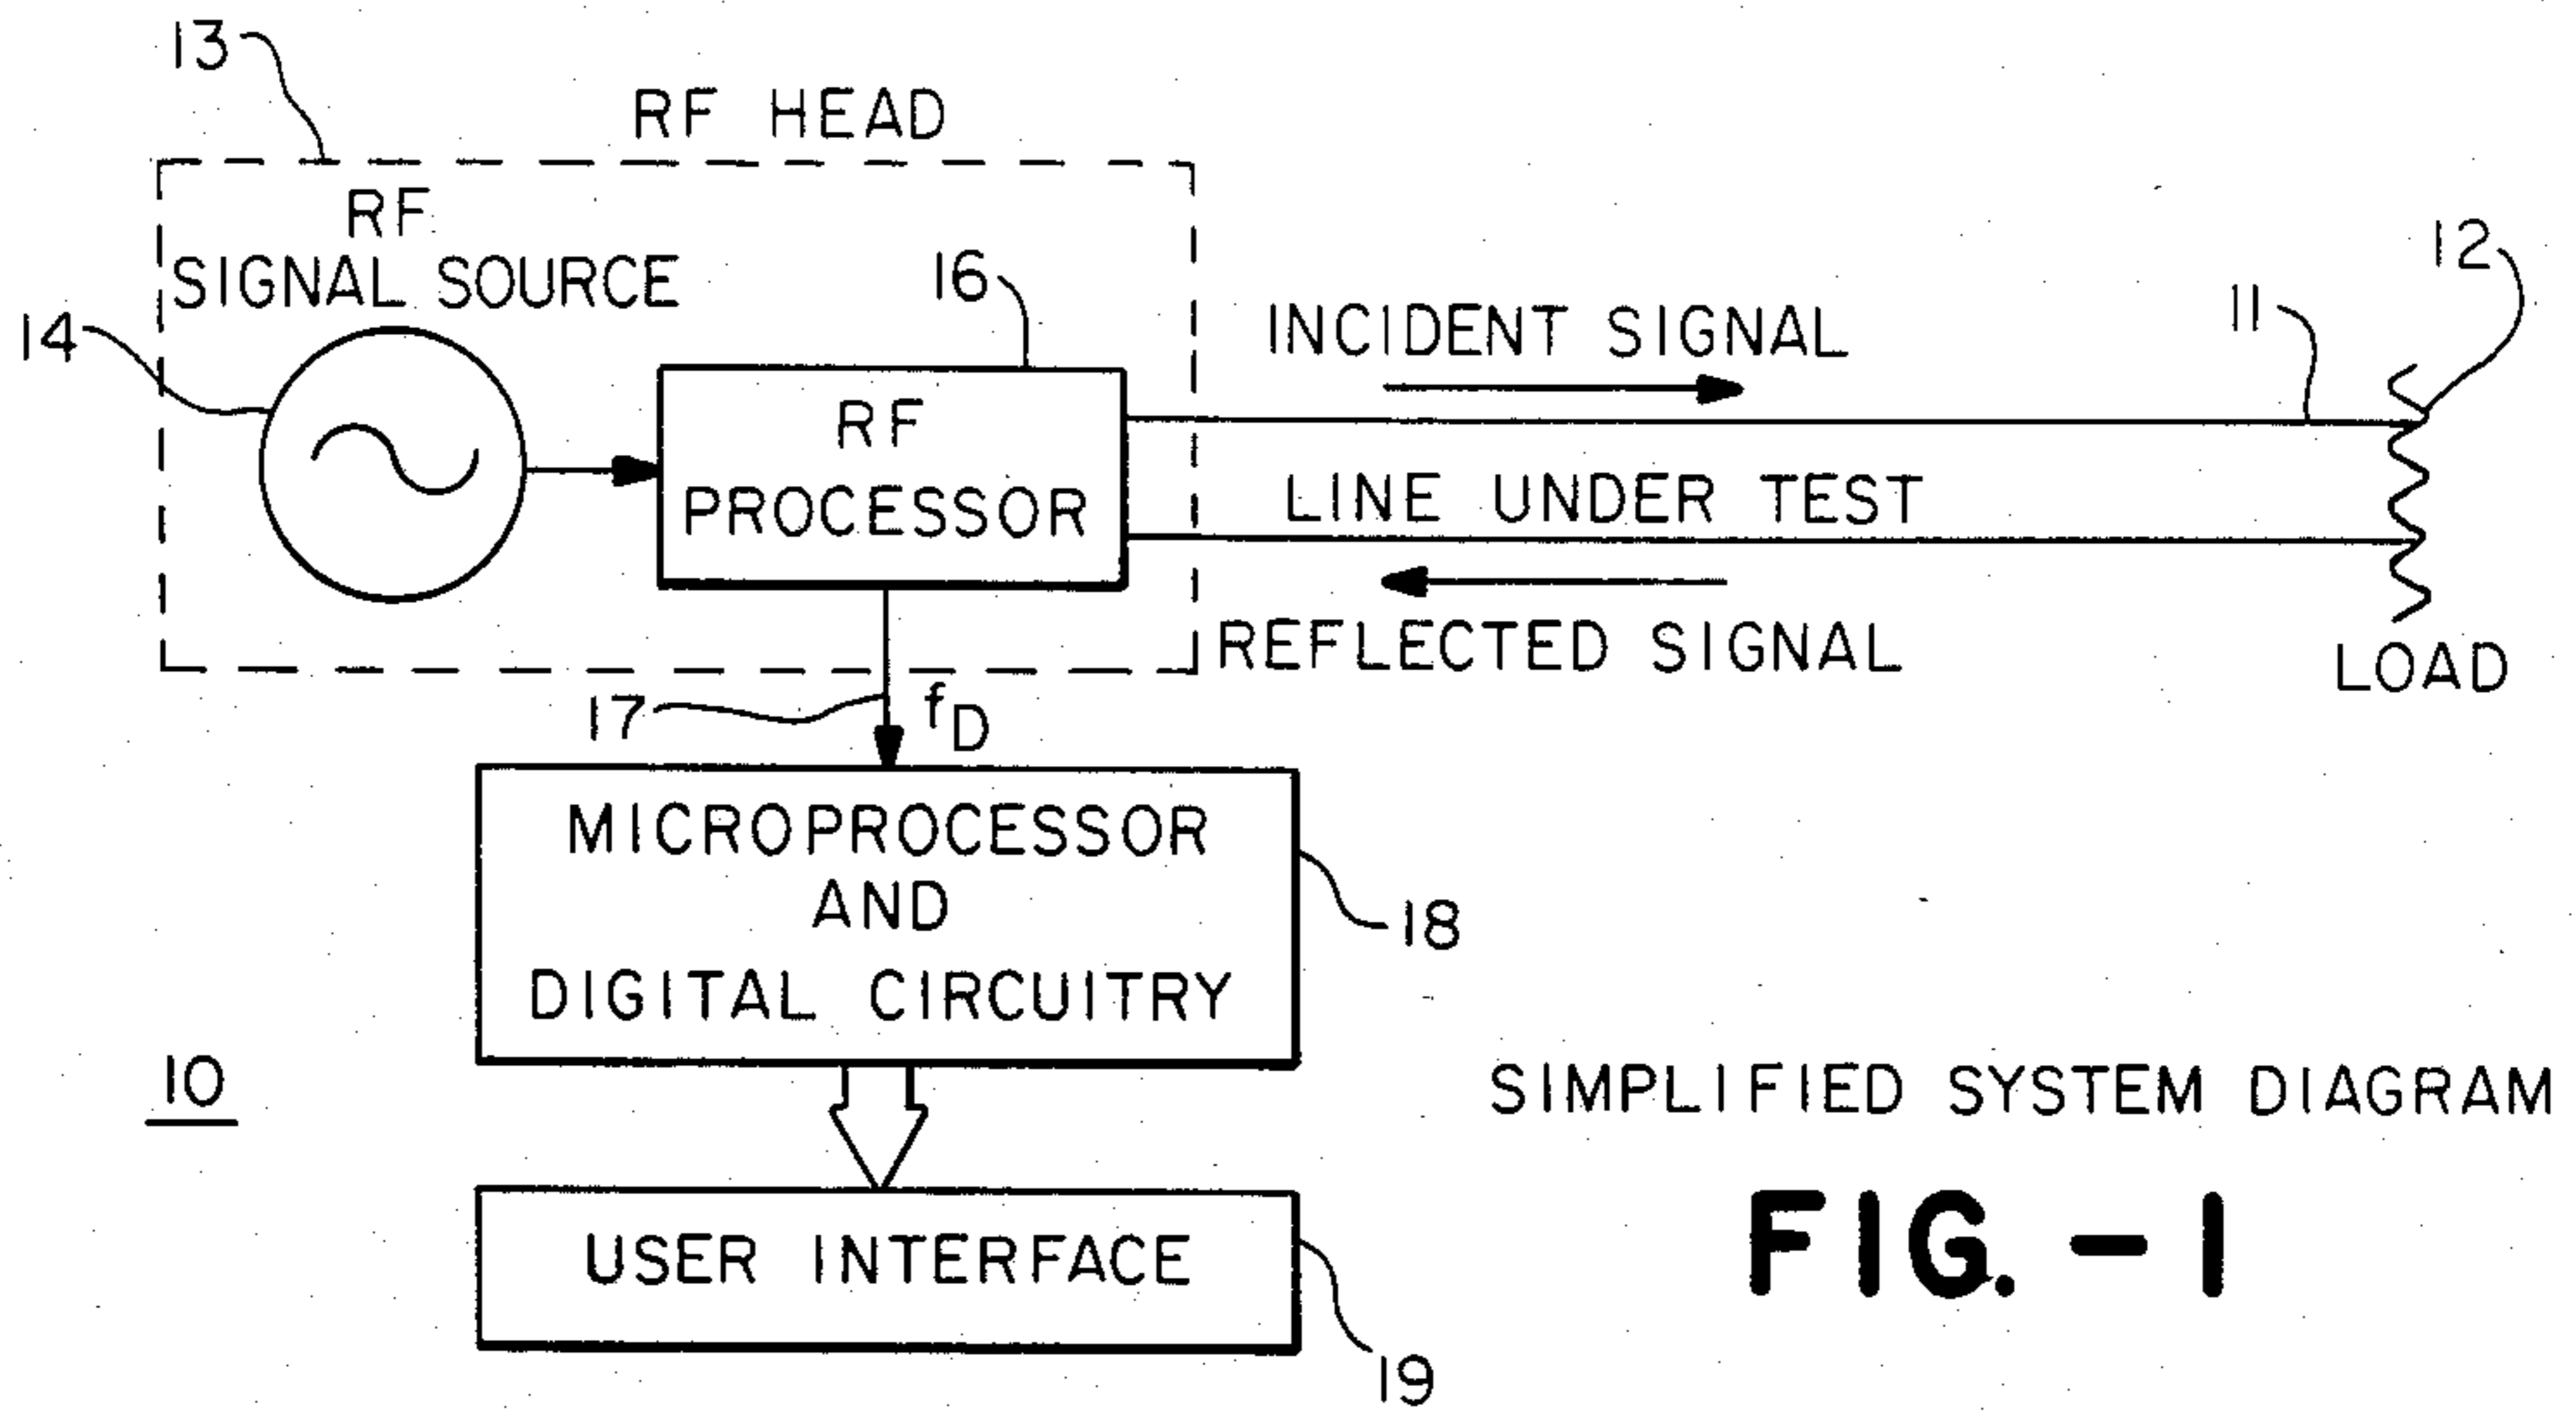 13
RF HEAD
RF
SIGNAL SOURCE
14
16
RF
PROCESSOR
INCIDENT SIGNAL
11
12
LINE UNDER TEST
REFLECTED SIGNAL
LOAD
17
fD
MICROPROCESSOR
AND
DIGITAL CIRCUITRY
18
10
USER INTERFACE
19
SIMPLIFIED SYSTEM DIAGRAM
FIG.-1